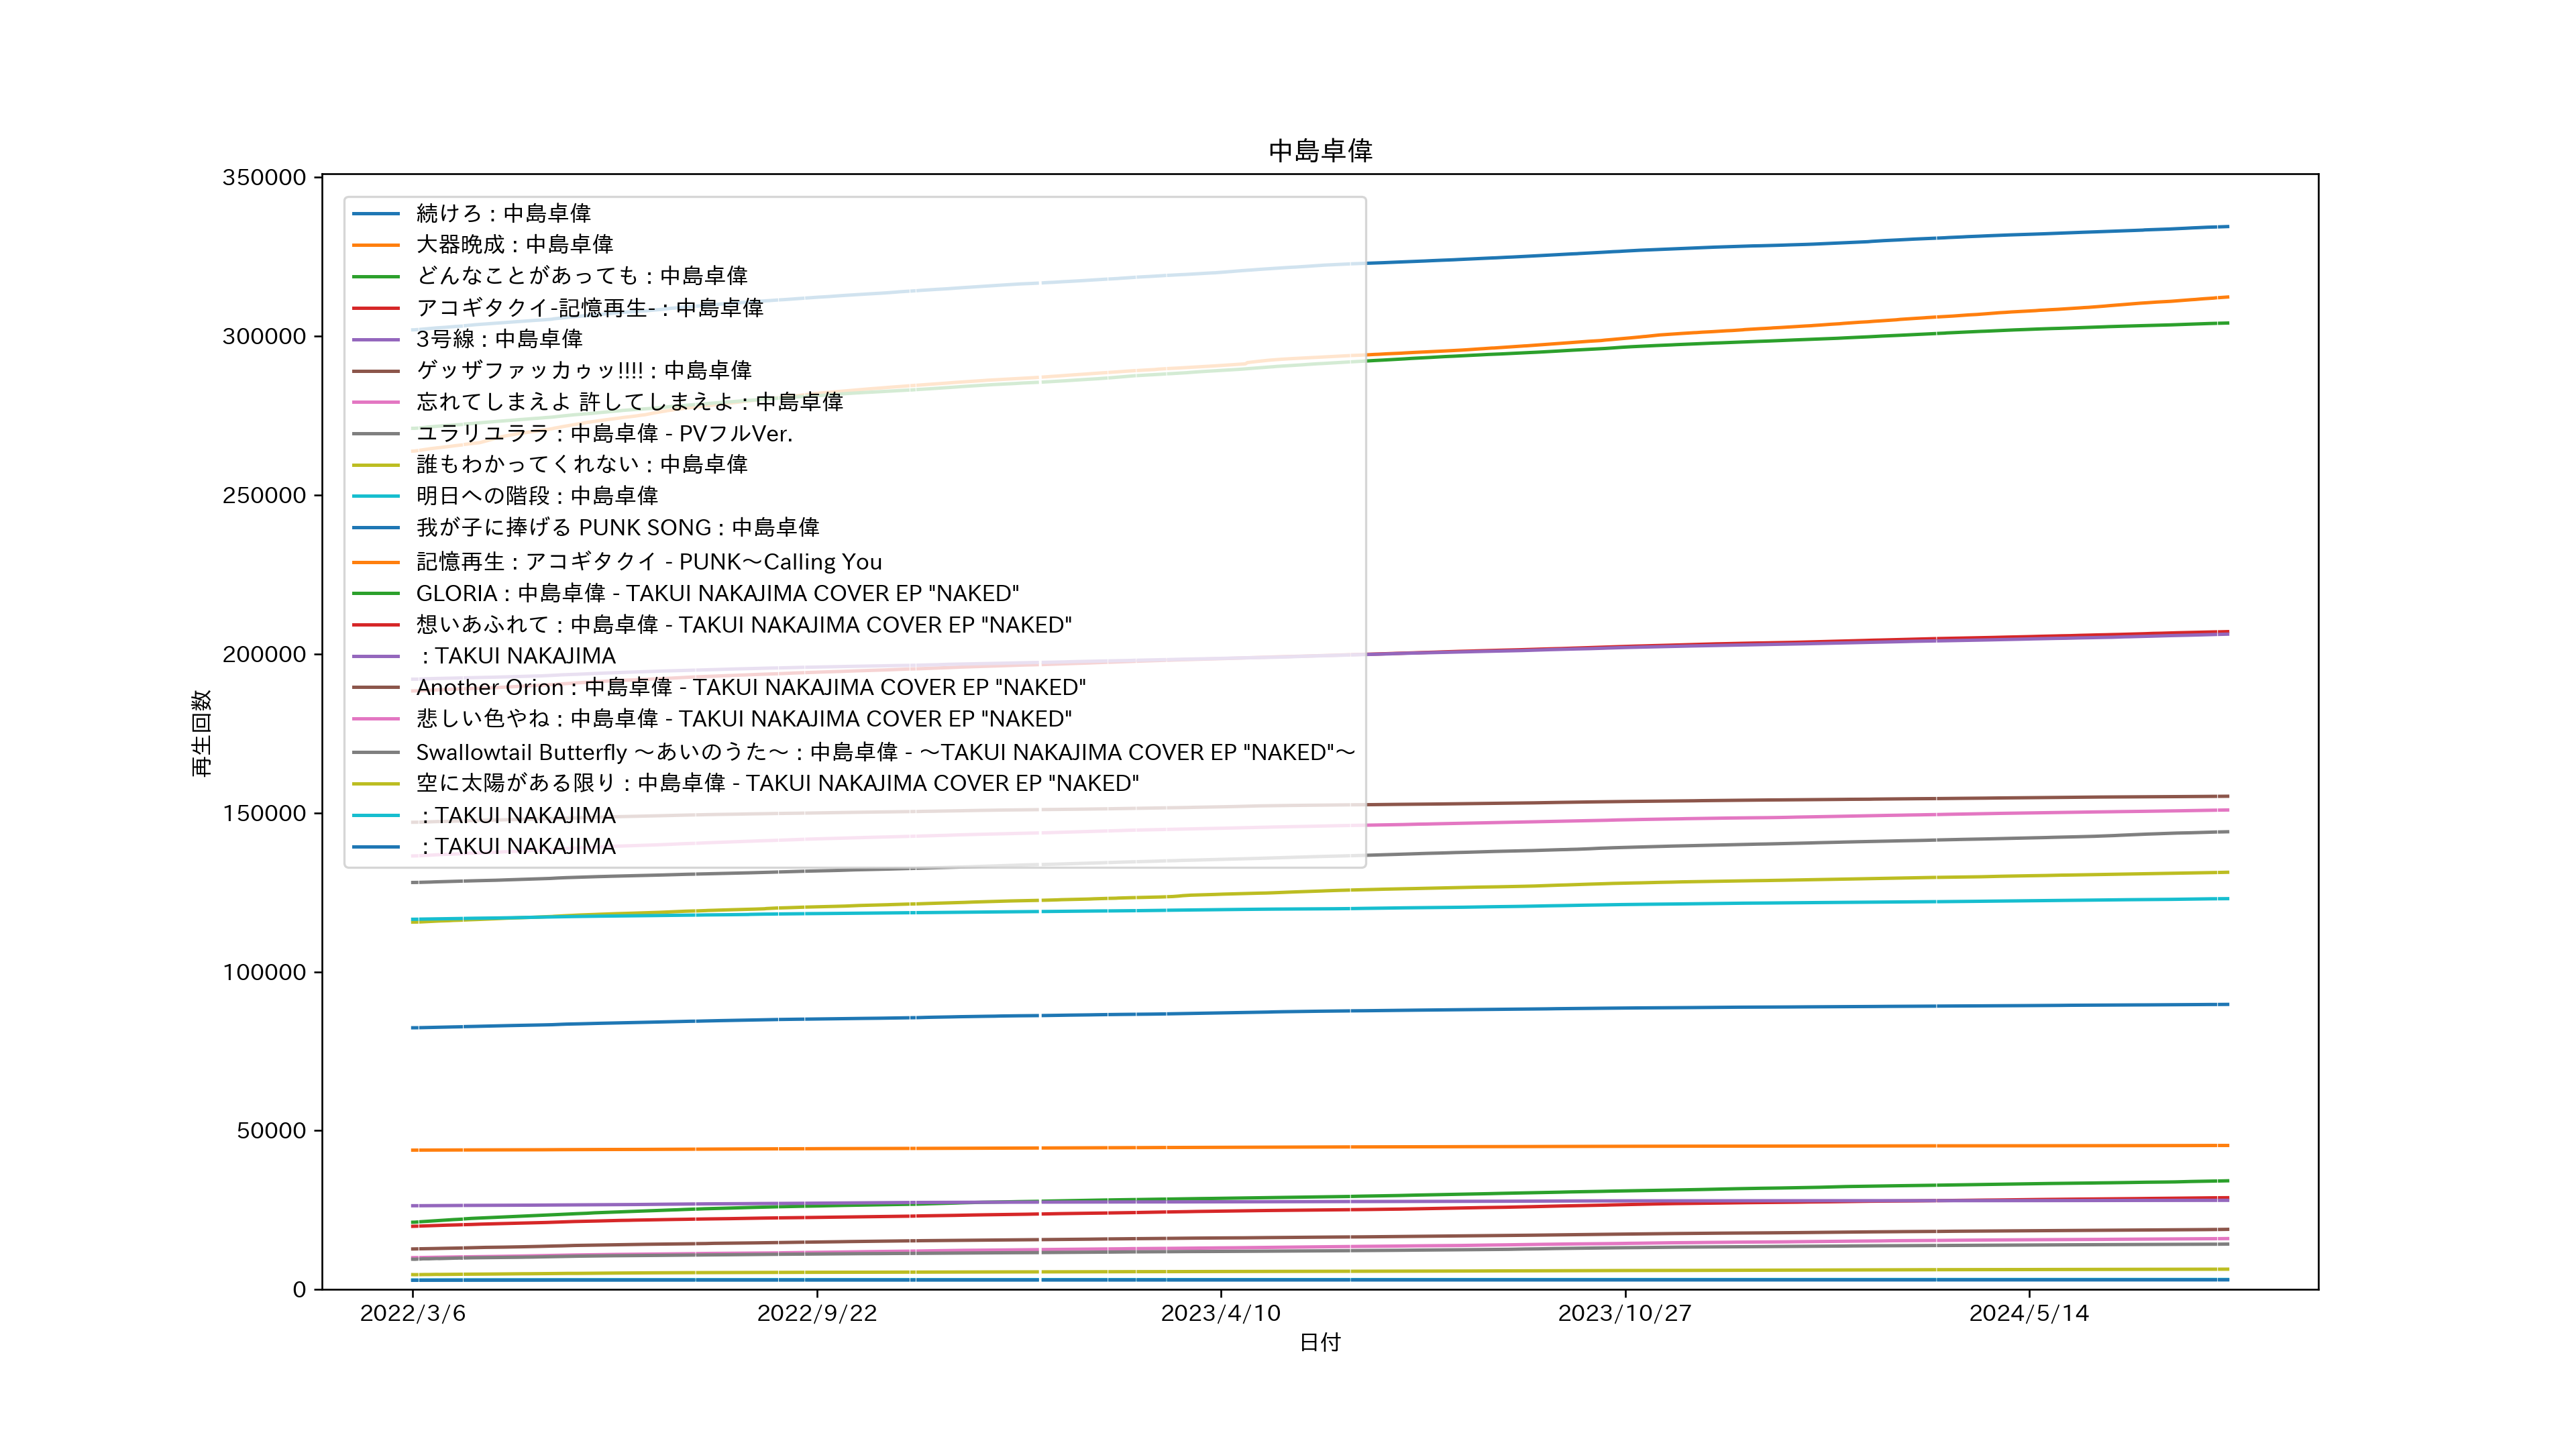 中島卓偉
350000
300000
250000
200000
150000
100000
50000
0
再生回数
続けろ : 中島卓偉
大器晩成 : 中島卓偉
どんなことがあっても : 中島卓偉
アコギタクイ-記憶再生- : 中島卓偉
3号線 : 中島卓偉
ゲッザファッカゥッ!!!! : 中島卓偉
忘れてしまえよ 許してしまえよ : 中島卓偉
ユラリユララ : 中島卓偉 - PVフルVer.
誰もわかってくれない : 中島卓偉
明日への階段 : 中島卓偉
我が子に捧げる PUNK SONG : 中島卓偉
記憶再生 : アコギタクイ - PUNK～Calling You
GLORIA : 中島卓偉 - TAKUI NAKAJIMA COVER EP "NAKED"
想いあふれて : 中島卓偉 - TAKUI NAKAJIMA COVER EP "NAKED"
: TAKUI NAKAJIMA
Another Orion : 中島卓偉 - TAKUI NAKAJIMA COVER EP "NAKED"
悲しい色やね : 中島卓偉 - TAKUI NAKAJIMA COVER EP "NAKED"
Swallowtail Butterfly ～あいのうた～ : 中島卓偉 - ～TAKUI NAKAJIMA COVER EP "NAKED"～
空に太陽がある限り : 中島卓偉 - TAKUI NAKAJIMA COVER EP "NAKED"
: TAKUI NAKAJIMA
: TAKUI NAKAJIMA
2022/3/6 2022/9/22 2023/4/10 2023/10/27 2024/5/14
日付